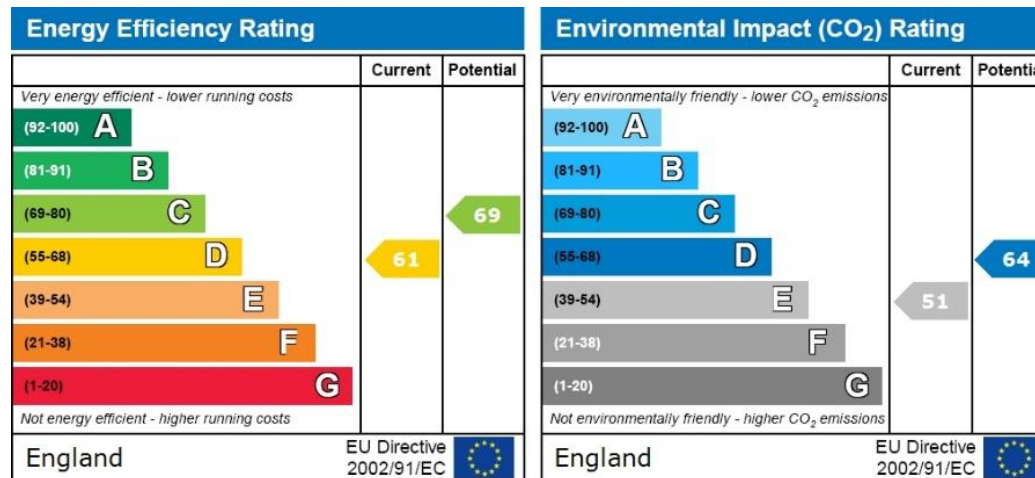 Energy Efficiency Rating
Current Potential
Very energy efficient - lower running costs
(92-100) A
(81-91) B
(69-80) C
69
(55-68) D
61
(39-54) E
(21-38) F
(1-20) G
Not energy efficient - higher running costs
England
EU Directive
2002/91/EC
Environmental Impact (CO2) Rating
Current Potentia
Very environmentally friendly - lower CO2 emissions
(92-100) A
(81-91) B
(69-80) C
(55-68) D
64
(39-54) E
51
(21-38) F
(1-20) G
Not environmentally friendly - higher CO2 emissions
England
EU Directive
2002/91/EC